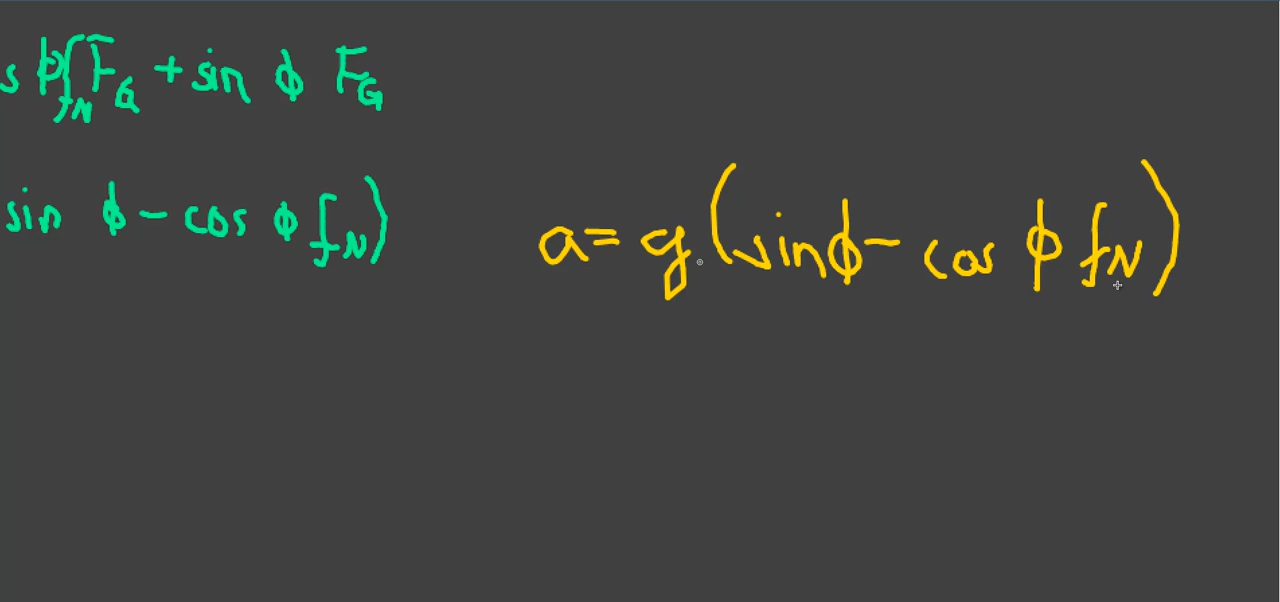 s ϕ f_N F_G + sin ϕ F_G
sin ϕ - cos ϕ f_N)
a = g · (sin ϕ - cos ϕ f_N)